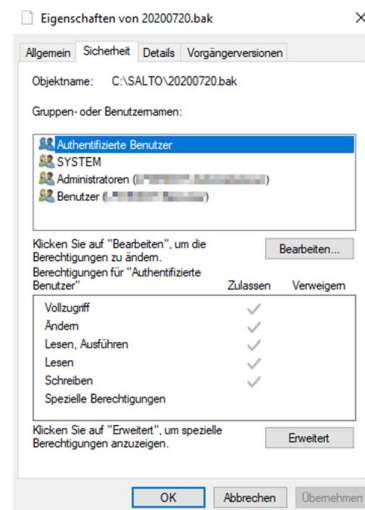 Eigenschaften von 20200720.bak
Allgemein Sicherheit Details Vorgängerversionen
Objektname: C:\SALTO\20200720.bak
Gruppen- oder Benutzernamen:
Authentifizierte Benutzer
SYSTEM
Administratoren (
)
Benutzer (
)
Klicken Sie auf "Bearbeiten", um die
Berechtigungen zu ändern.
Bearbeiten...
Berechtigungen für "Authentifizierte
Benutzer"
Zulassen Verweigern
Vollzugriff
Ändern
Lesen, Ausführen
Lesen
Schreiben
Spezielle Berechtigungen
Klicken Sie auf "Erweitert", um spezielle
Berechtigungen anzuzeigen.
Erweitert
OK Abbrechen Übernehmen